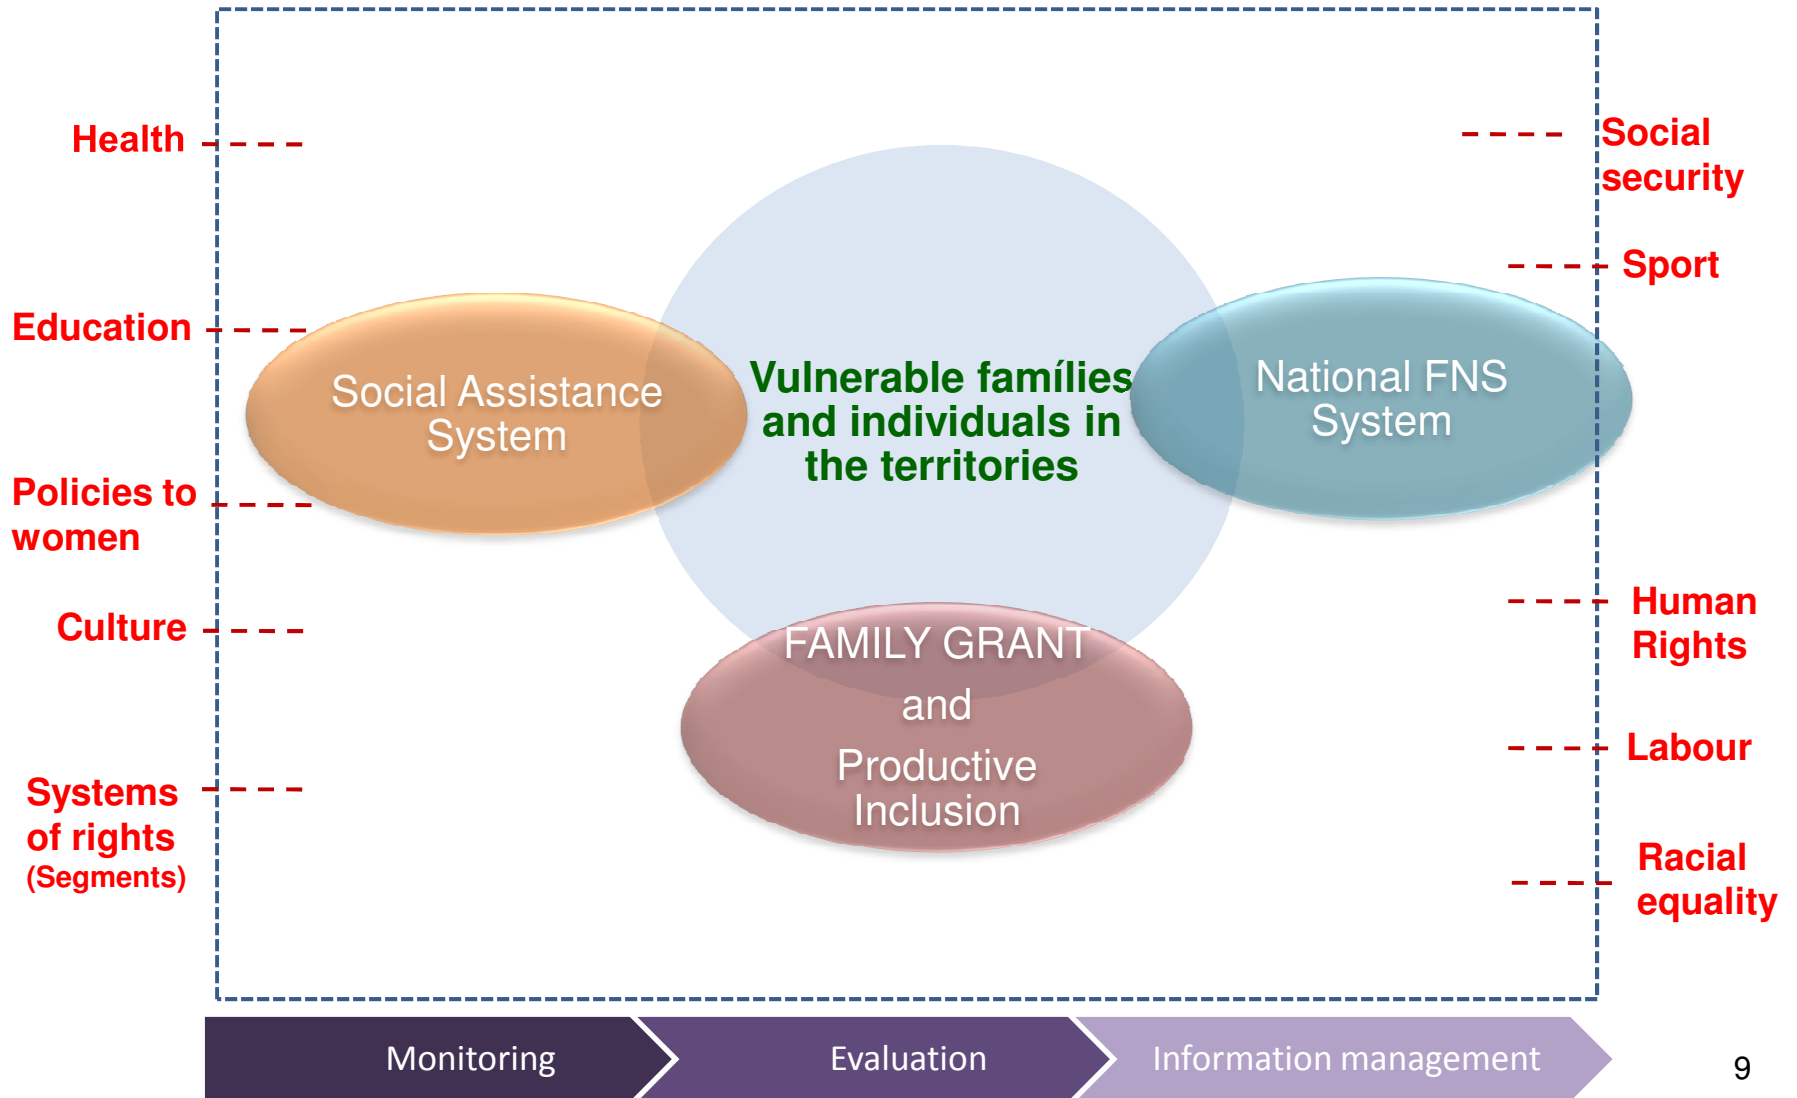 Health
Education
Policies to
women
Culture
Systems
of rights
(Segments)
Social Assistance
System
Vulnerable famílies
and individuals in
the territories
National FNS
System
FAMILY GRANT
and
Productive
Inclusion
Social
security
Sport
Human
Rights
Labour
Racial
equality
Monitoring
Evaluation
Information management
9